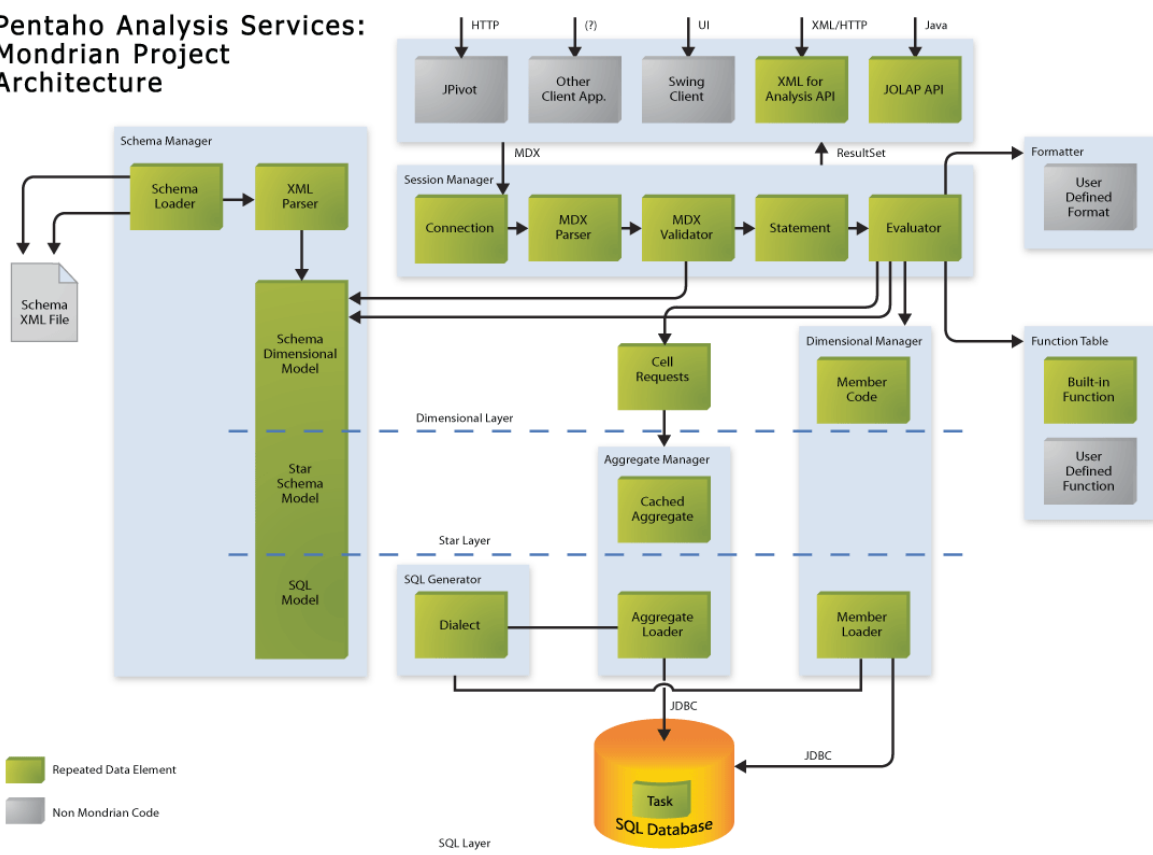 Pentaho Analysis Services:
Mondrian Project
Architecture
HTTP
(?)
UI
XML/HTTP
Java
JPivot
Other
Client App.
Swing
Client
XML for
Analysis API
JOLAP API
MDX
ResultSet
Schema Manager
Schema
Loader
XML
Parser
Session Manager
Connection
MDX
Parser
MDX
Validator
Statement
Evaluator
Formatter
User
Defined
Format
Schema
XML File
Schema
Dimensional
Model
Cell
Requests
Dimensional Manager
Member
Code
Function Table
Built-in
Function
User
Defined
Function
Dimensional Layer
Star
Schema
Model
Aggregate Manager
Cached
Aggregate
Star Layer
SQL
Model
SQL Generator
Dialect
Aggregate
Loader
Member
Loader
JDBC
JDBC
Task
SQL Database
Repeated Data Element
Non Mondrian Code
SQL Layer